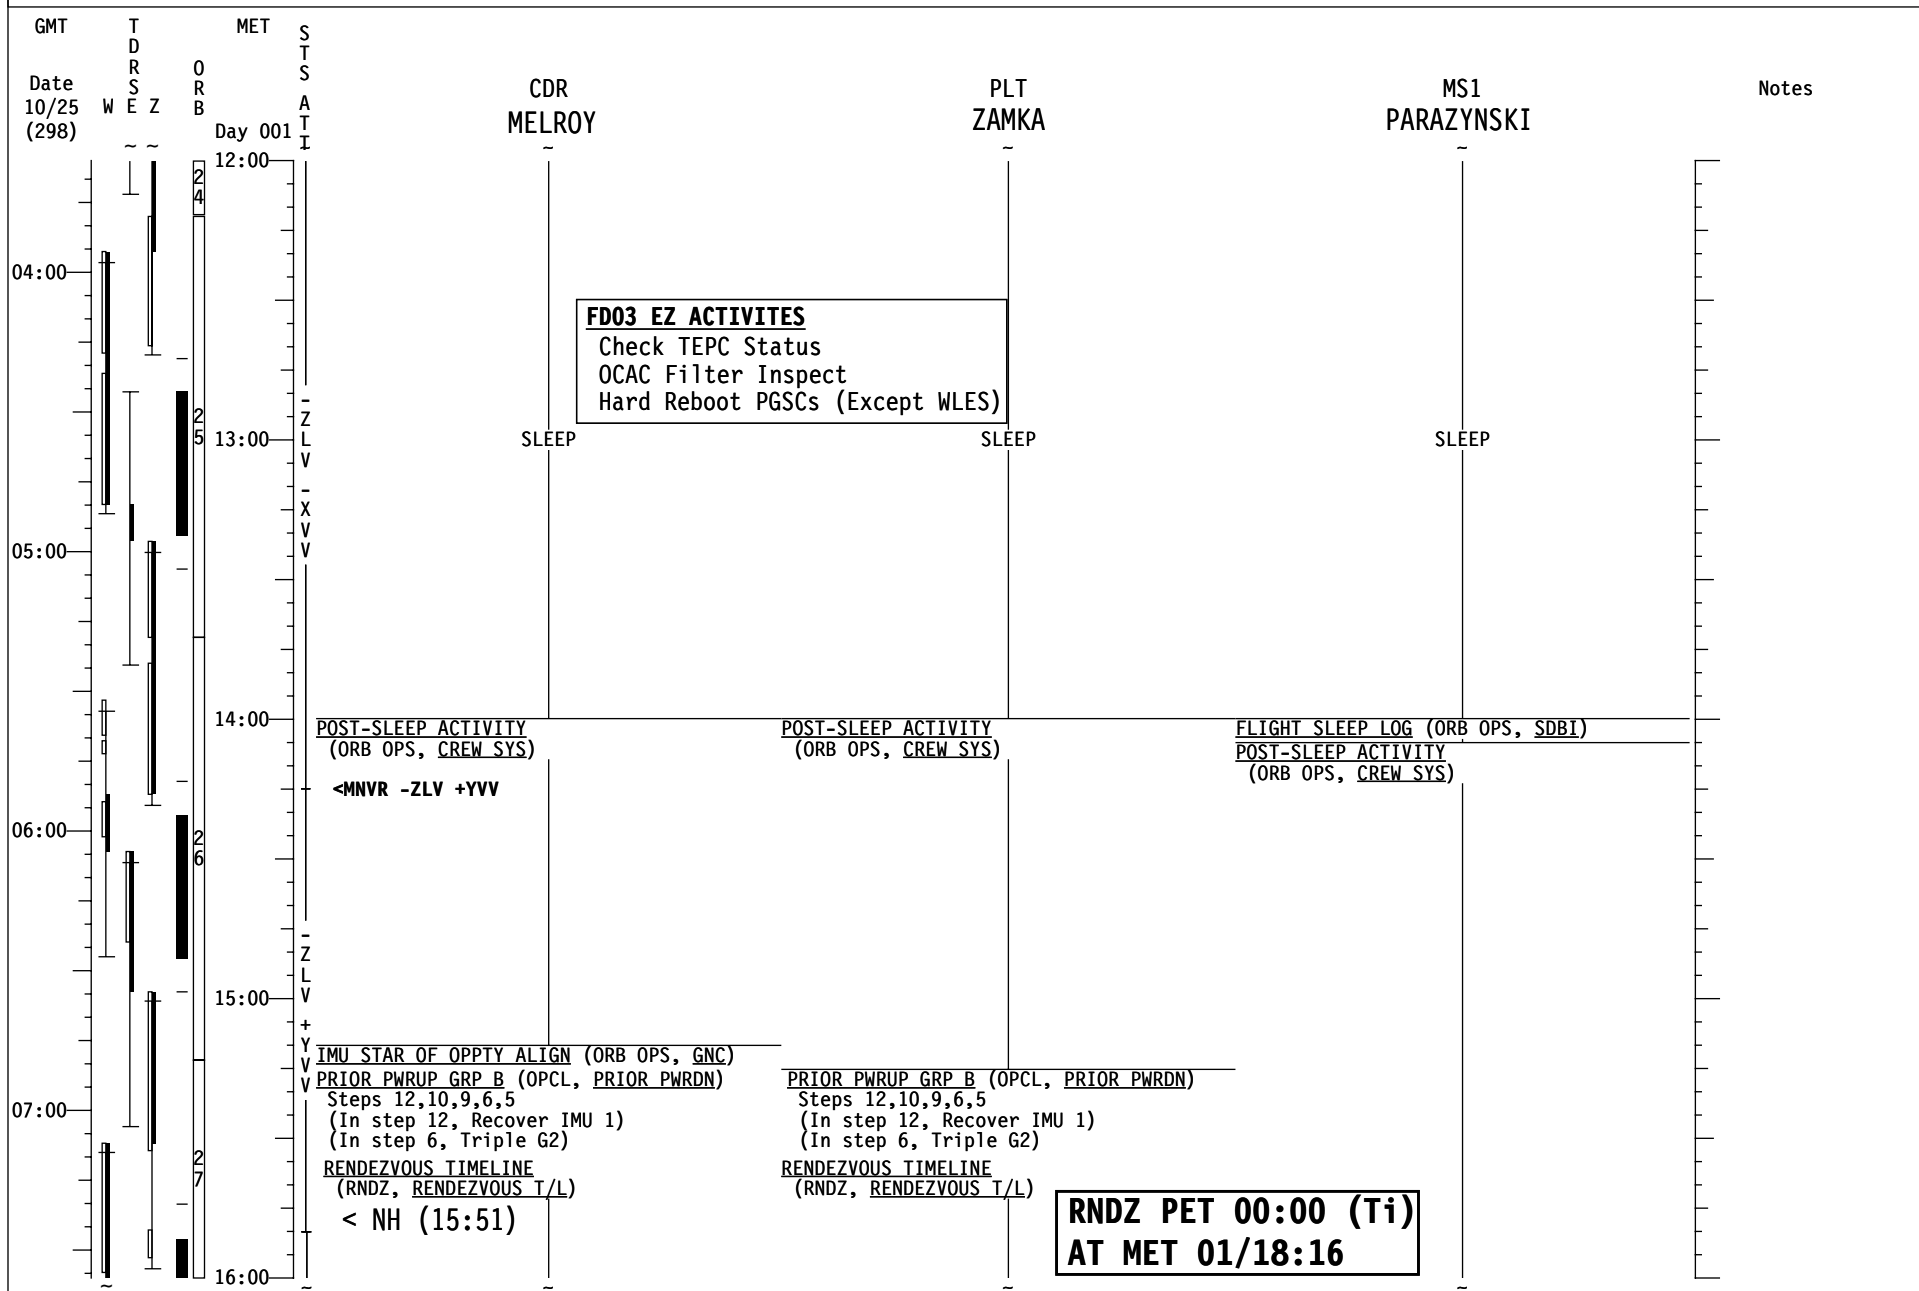 GMT
TDRS
MET
STS ATT
ORB
Date
10/25
(298)
W E Z
Day 001
CDR
MELROY
PLT
ZAMKA
MS1
PARAZYNSKI
Notes
~ ~ ~ ~ ~
12:00
24
04:00
FD03 EZ ACTIVITES
Check TEPC Status
OCAC Filter Inspect
Hard Reboot PGSCs (Except WLES)
-ZLV -XVV
25
13:00
SLEEP
SLEEP
SLEEP
05:00
14:00
POST-SLEEP ACTIVITY
(ORB OPS, CREW SYS)
<MNVR -ZLV +YVV
POST-SLEEP ACTIVITY
(ORB OPS, CREW SYS)
FLIGHT SLEEP LOG (ORB OPS, SDBI)
POST-SLEEP ACTIVITY
(ORB OPS, CREW SYS)
06:00
26
-ZLV +YVV
15:00
IMU STAR OF OPPTY ALIGN (ORB OPS, GNC)
PRIOR PWRUP GRP B (OPCL, PRIOR PWRDN)
Steps 12,10,9,6,5
(In step 12, Recover IMU 1)
(In step 6, Triple G2)
RENDEZVOUS TIMELINE
(RNDZ, RENDEZVOUS T/L)
< NH (15:51)
PRIOR PWRUP GRP B (OPCL, PRIOR PWRDN)
Steps 12,10,9,6,5
(In step 12, Recover IMU 1)
(In step 6, Triple G2)
RENDEZVOUS TIMELINE
(RNDZ, RENDEZVOUS T/L)
07:00
27
RNDZ PET 00:00 (Ti)
AT MET 01/18:16
16:00
~ ~ ~ ~ ~